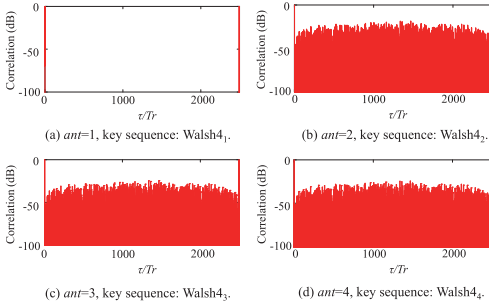 Correlation (dB)
0
-50
-100
0
1000
2000
τ/Tr
(a) ant=1, key sequence: Walsh4₁.
Correlation (dB)
0
-50
-100
0
1000
2000
τ/Tr
(b) ant=2, key sequence: Walsh4₂.
Correlation (dB)
0
-50
-100
0
1000
2000
τ/Tr
(c) ant=3, key sequence: Walsh4₃.
Correlation (dB)
0
-50
-100
0
1000
2000
τ/Tr
(d) ant=4, key sequence: Walsh4₄.